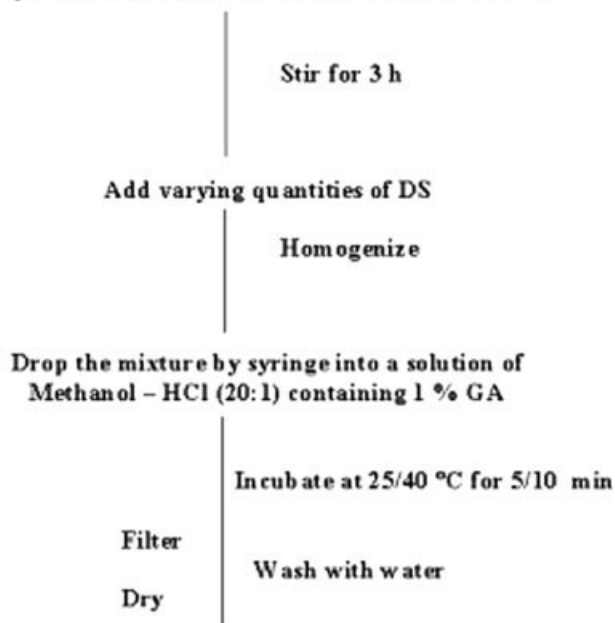 Stir for 3 h
Add varying quantities of DS
Homogenize
Drop the mixture by syringe into a solution of
Methanol – HCl (20:1) containing 1 % GA
Incubate at 25/40 °C for 5/10 min
Filter
Wash with water
Dry